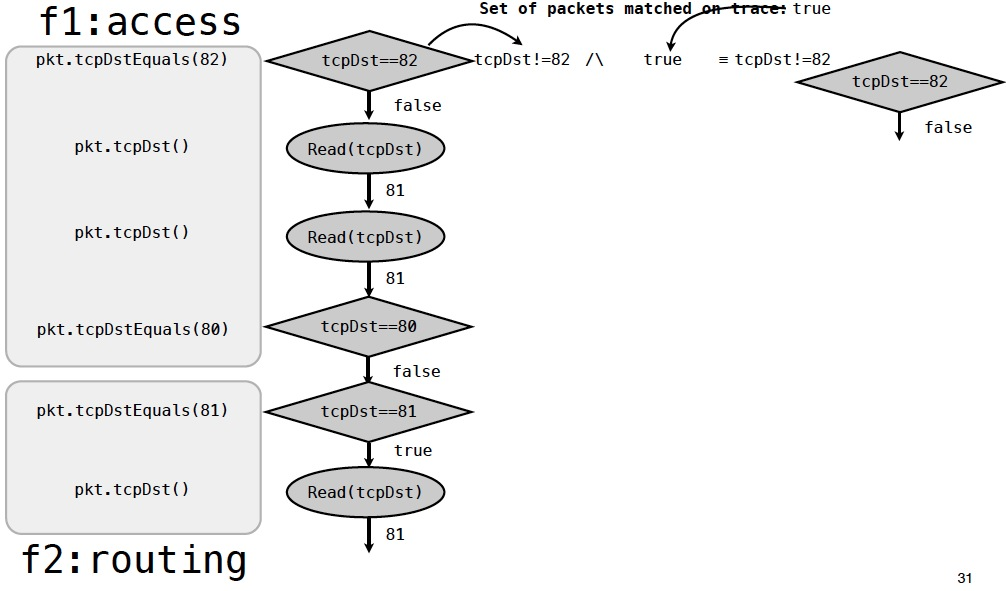 f1:access
Set of packets matched on trace: true
pkt.tcpDstEquals(82)
tcpDst==82
tcpDst!=82 /\ true ≡ tcpDst!=82
tcpDst==82
false
false
pkt.tcpDst()
Read(tcpDst)
81
pkt.tcpDst()
Read(tcpDst)
81
pkt.tcpDstEquals(80)
tcpDst==80
false
pkt.tcpDstEquals(81)
tcpDst==81
true
pkt.tcpDst()
Read(tcpDst)
81
f2:routing
31